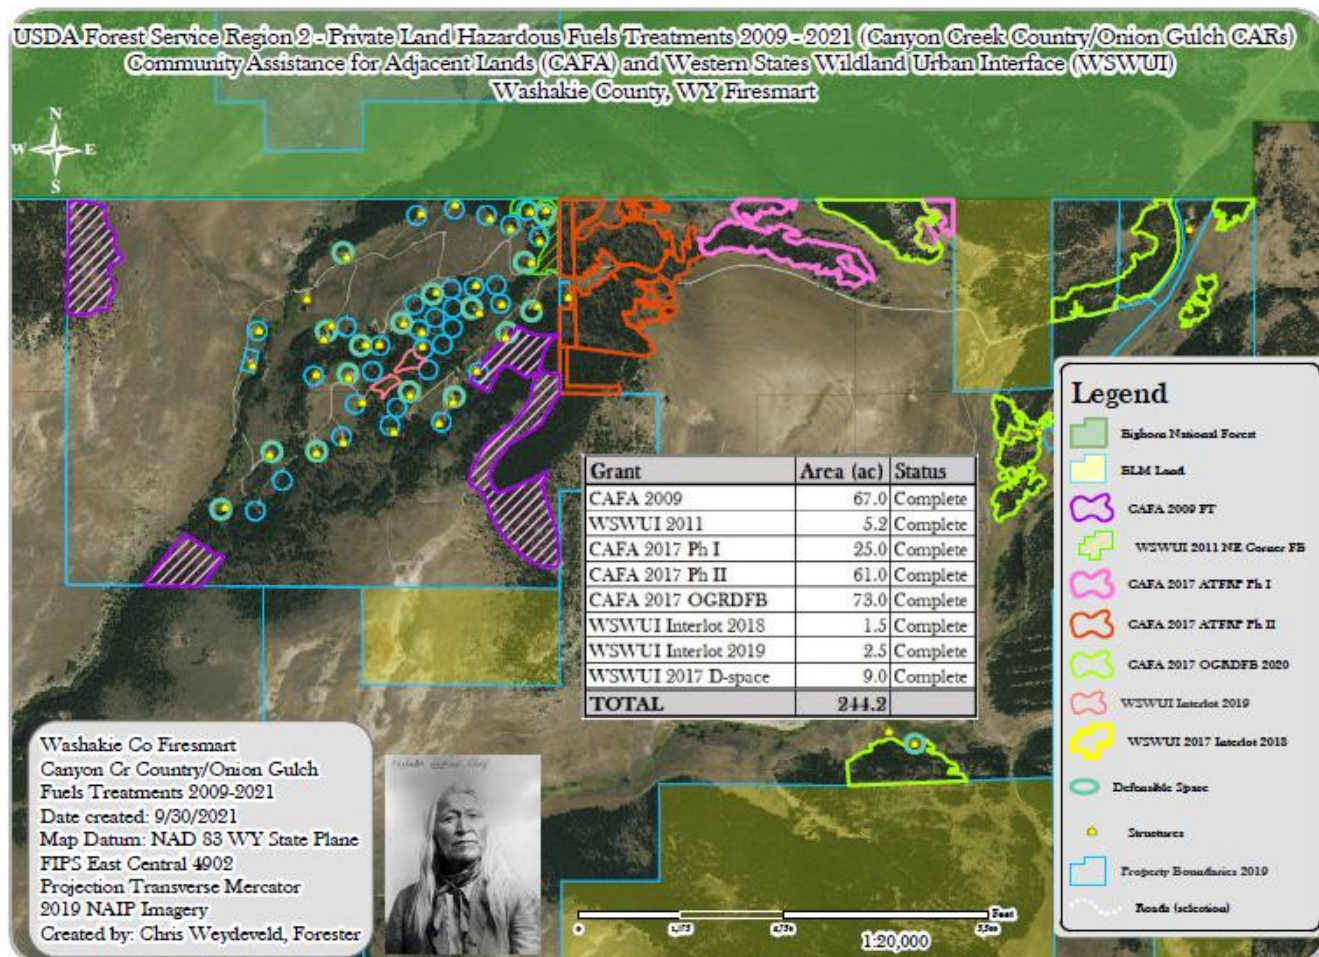 USDA Forest Service Region 2 - Private Land Hazardous Fuels Treatments 2009 - 2021 (Canyon Creek Country/Onion Gulch CARs)
Community Assistance for Adjacent Lands (CAFA) and Western States Wildland Urban Interface (WSWUI)
Washakie County, WY Firesmart
N
W E
S
Grant Area (ac) Status
CAFA 2009 67.0 Complete
WSWUI 2011 5.2 Complete
CAFA 2017 Ph I 25.0 Complete
CAFA 2017 Ph II 61.0 Complete
CAFA 2017 OGRDFB 73.0 Complete
WSWUI Interlot 2018 1.5 Complete
WSWUI Interlot 2019 2.5 Complete
WSWUI 2017 D-space 9.0 Complete
TOTAL 244.2
Legend
Bighorn National Forest
BLM Land
CAFA 2009 FT
WSWUI 2011 NE Corner FB
CAFA 2017 ATFRP Ph I
CAFA 2017 ATFRP Ph II
CAFA 2017 OGRDFB 2020
WSWUI Interlot 2019
WSWUI 2017 Interlot 2018
Defensible Space
Structures
Property Boundaries 2019
Roads (selection)
Washakie Co Firesmart
Canyon Cr Country/Onion Gulch
Fuels Treatments 2009-2021
Date created: 9/30/2021
Map Datum: NAD 83 WY State Plane
FIPS East Central 4902
Projection Transverse Mercator
2019 NAIP Imagery
Created by: Chris Weydeveld, Forester
Feet
0
1:20,000